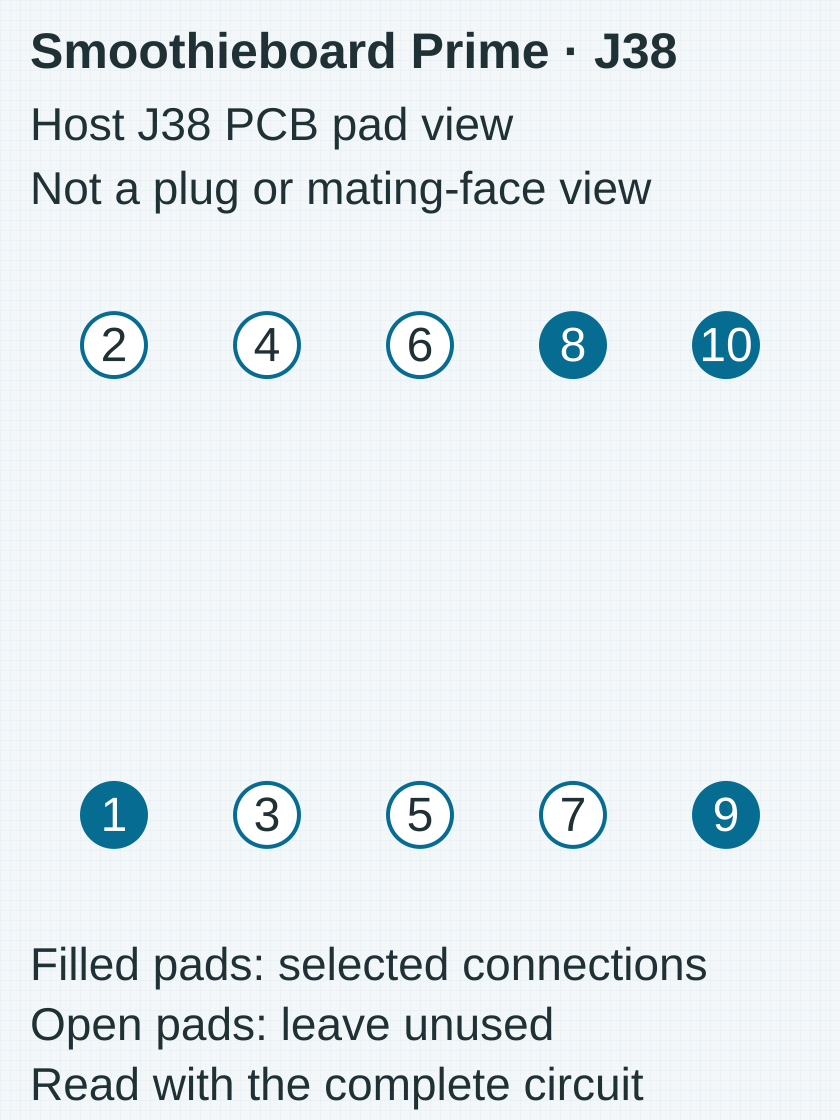 Smoothieboard Prime · J38
Host J38 PCB pad view
Not a plug or mating-face view
2 4 6 8 10
1 3 5 7 9
Filled pads: selected connections
Open pads: leave unused
Read with the complete circuit